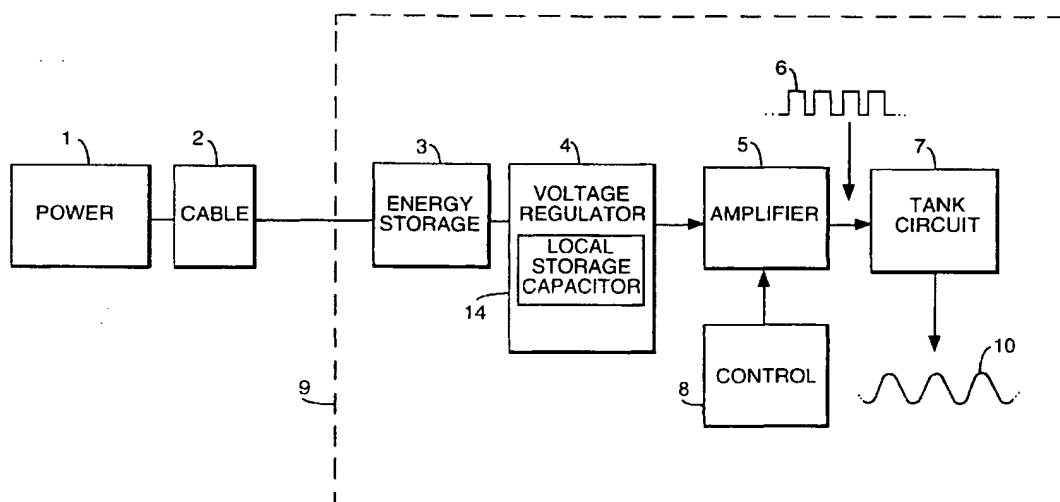 1
POWER
2
CABLE
3
ENERGY
STORAGE
4
VOLTAGE
REGULATOR
LOCAL
STORAGE
CAPACITOR
14
5
AMPLIFIER
6
7
TANK
CIRCUIT
8
CONTROL
9
10